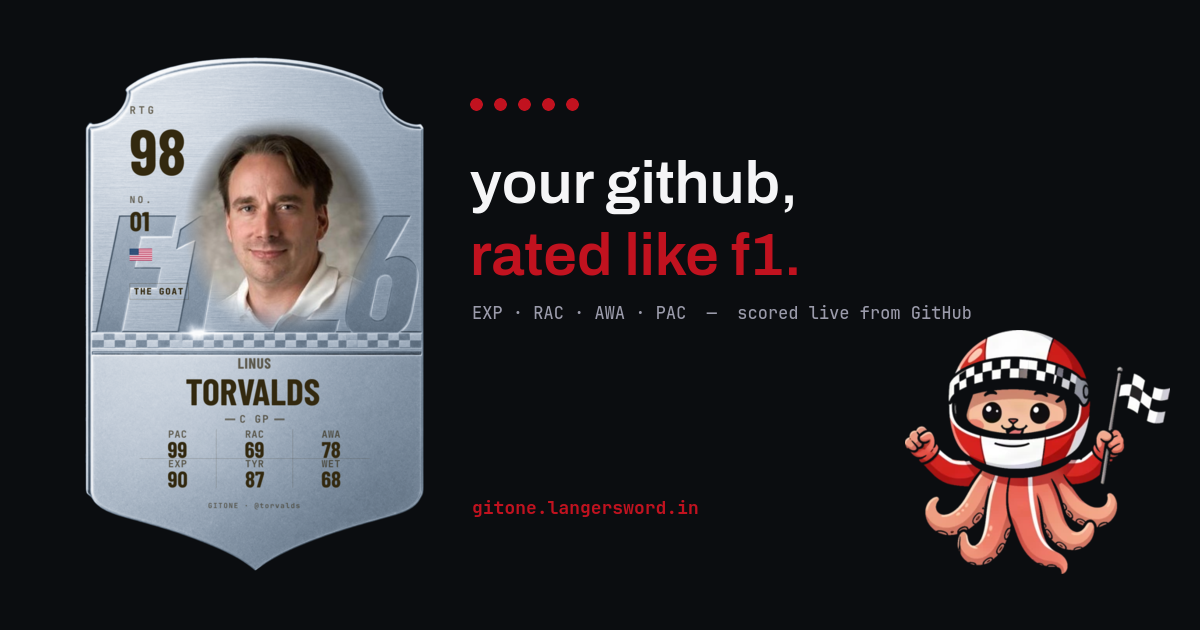 RTG
98
NO.
01
THE GOAT
F1 26
LINUS
TORVALDS
C GP
PAC RAC AWA
99 69 78
EXP TYR WET
90 87 68
GITONE · @torvalds
your github,
rated like f1.
EXP · RAC · AWA · PAC — scored live from GitHub
gitone.langersword.in